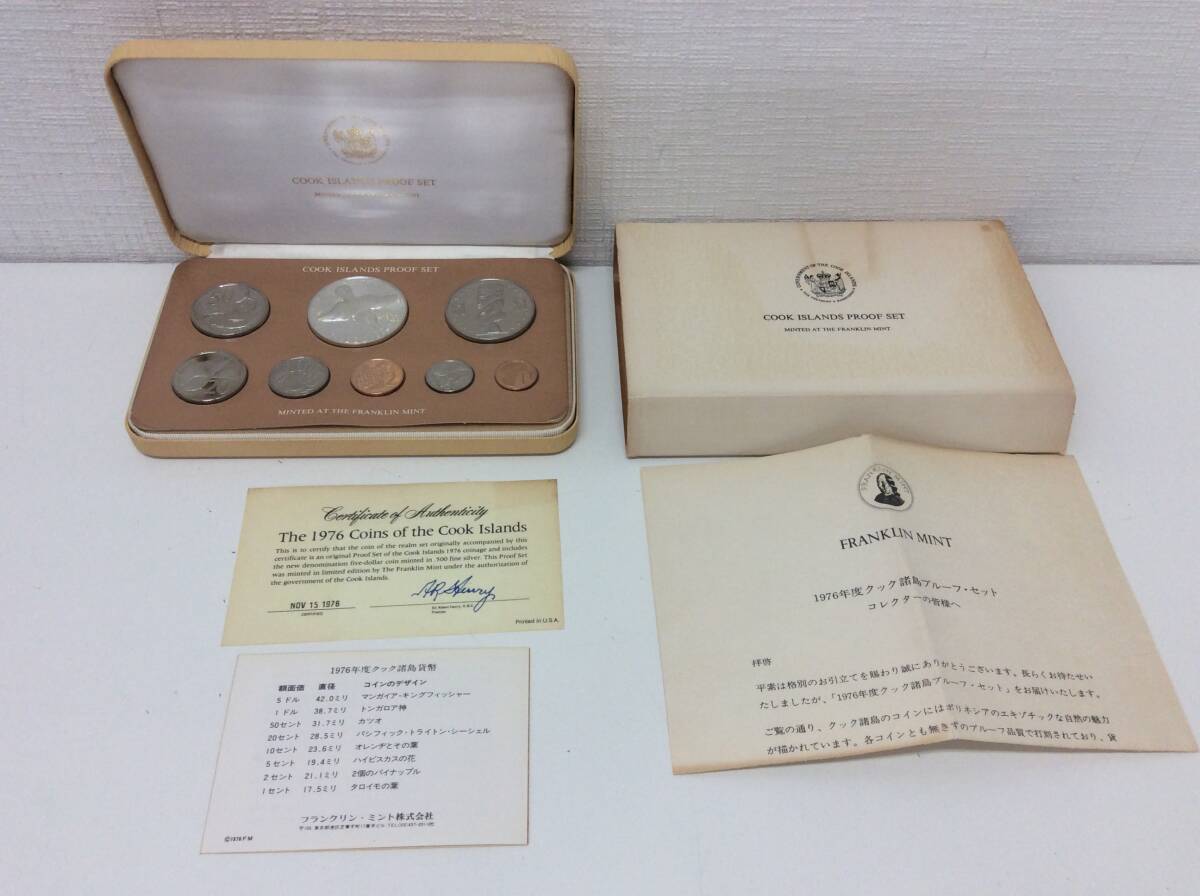 COOK ISLANDS PROOF SET
COOK ISLANDS PROOF SET
50
MINTED AT THE FRANKLIN MINT
GOVERNMENT OF THE COOK ISLANDS
COOK ISLANDS PROOF SET
MINTED AT THE FRANKLIN MINT
Certificate of Authenticity
The 1976 Coins of the Cook Islands
This is to certify that the coin of the realm set originally accompanied by this
certificate is an original Proof Set of the Cook Islands 1976 coinage and includes
the new denomination five-dollar coin minted in .500 fine silver. This Proof Set
was minted in limited edition by The Franklin Mint under the authorization of
the government of the Cook Islands.
NOV 15 1976
CERTIFIED
Premier
Printed in U.S.A.
1976年度クック諸島貨幣
額面価 直径 コインのデザイン
5ドル 42.0ミリ マンガイア・キングフィッシャー
1ドル 38.7ミリ トンガロア神
50セント 31.7ミリ カツオ
20セント 28.5ミリ パシフィック・トライトン・シーシェル
10セント 23.6ミリ オレンヂとその葉
5セント 19.4ミリ ハイビスカスの花
2セント 21.1ミリ 2個のパイナップル
1セント 17.5ミリ タロイモの葉
フランクリン・ミント株式会社
©1976 FM
FRANKLIN MINT
FRANKLIN MINT
1976年度クック諸島プルーフ・セット
コレクターの皆様へ
拝啓
平素は格別のお引立てを賜わり誠にありがとうございます。長らくお待たせい
たしましたが、「1976年度クック諸島プルーフ・セット」をお届けいたします。
ご覧の通り、クック諸島のコインにはポリネシアのエキゾチックな自然の魅力
が描かれています。各コインとも無きずのプルーフ品質で打刻されており、貨